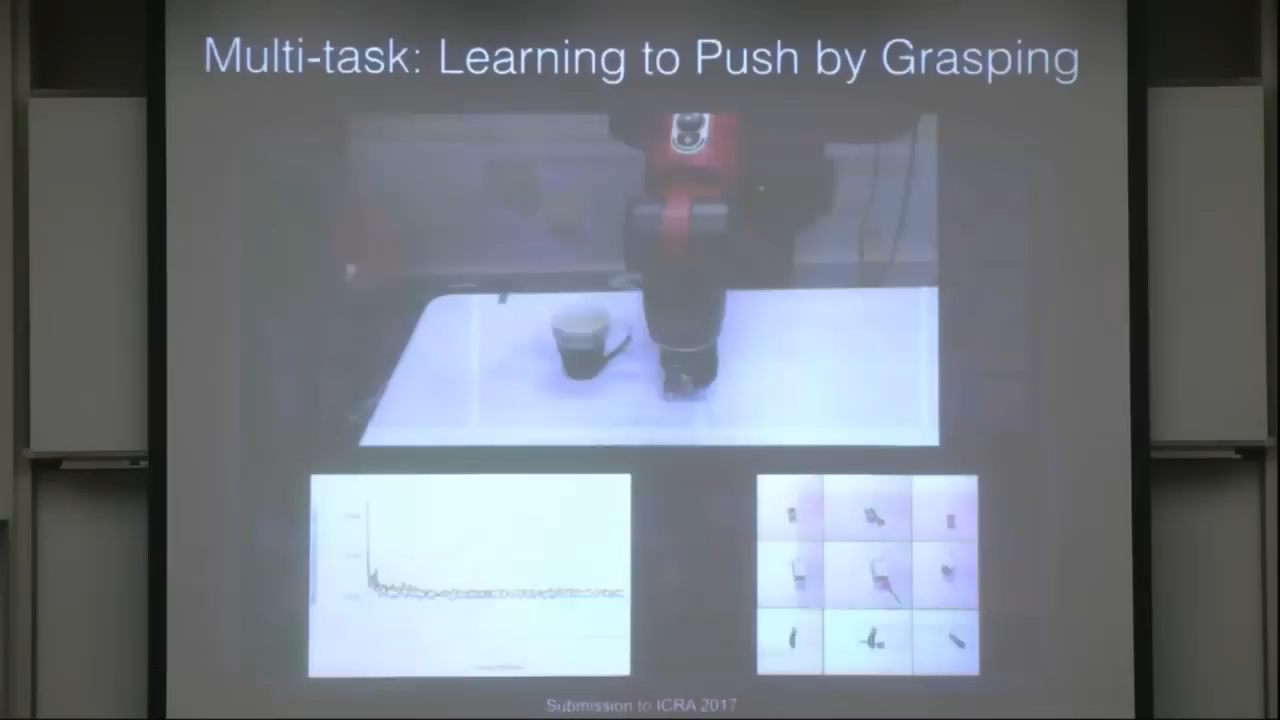 Multi-task: Learning to Push by Grasping
Submission to ICRA 2017